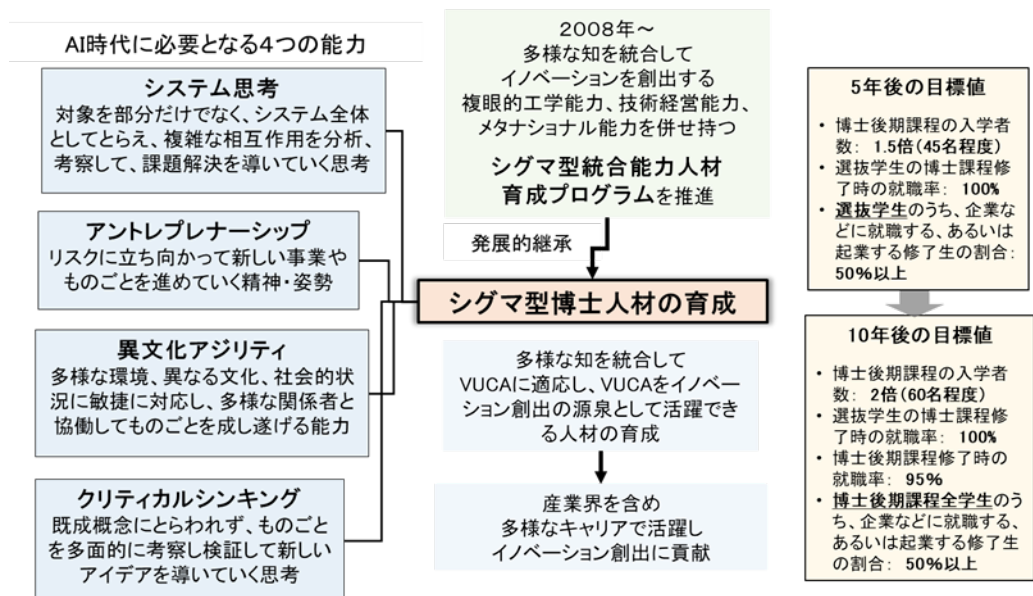 AI時代に必要となる4つの能力
システム思考
対象を部分だけでなく、システム全体
としてとらえ、複雑な相互作用を分析、
考察して、課題解決を導いていく思考
アントレプレナーシップ
リスクに立ち向かって新しい事業や
ものごとを進めていく精神・姿勢
異文化アジリティ
多様な環境、異なる文化、社会的状
況に敏捷に対応し、多様な関係者と
協働してものごとを成し遂げる能力
クリティカルシンキング
既成概念にとらわれず、ものごと
を多面的に考察し検証して新しい
アイデアを導いていく思考
2008年～
多様な知を統合して
イノベーションを創出する
複眼的工学能力、技術経営能力、
メタナショナル能力を併せ持つ
シグマ型統合能力人材
育成プログラムを推進
発展的継承
シグマ型博士人材の育成
多様な知を統合して
VUCAに適応し、VUCAをイノベー
ション創出の源泉として活躍でき
る人材の育成
産業界を含め
多様なキャリアで活躍し
イノベーション創出に貢献
5年後の目標値
• 博士後期課程の入学者
数： 1.5倍(45名程度)
• 選抜学生の博士課程修
了時の就職率： 100%
• 選抜学生のうち、企業な
どに就職する、あるいは
起業する修了生の割合：
50%以上
10年後の目標値
• 博士後期課程の入学者
数： 2倍(60名程度)
• 選抜学生の博士課程修
了時の就職率： 100%
• 博士後期課程修了時の
就職率： 95%
• 博士後期課程全学生のう
ち、企業などに就職する、
あるいは起業する修了生
の割合： 50%以上